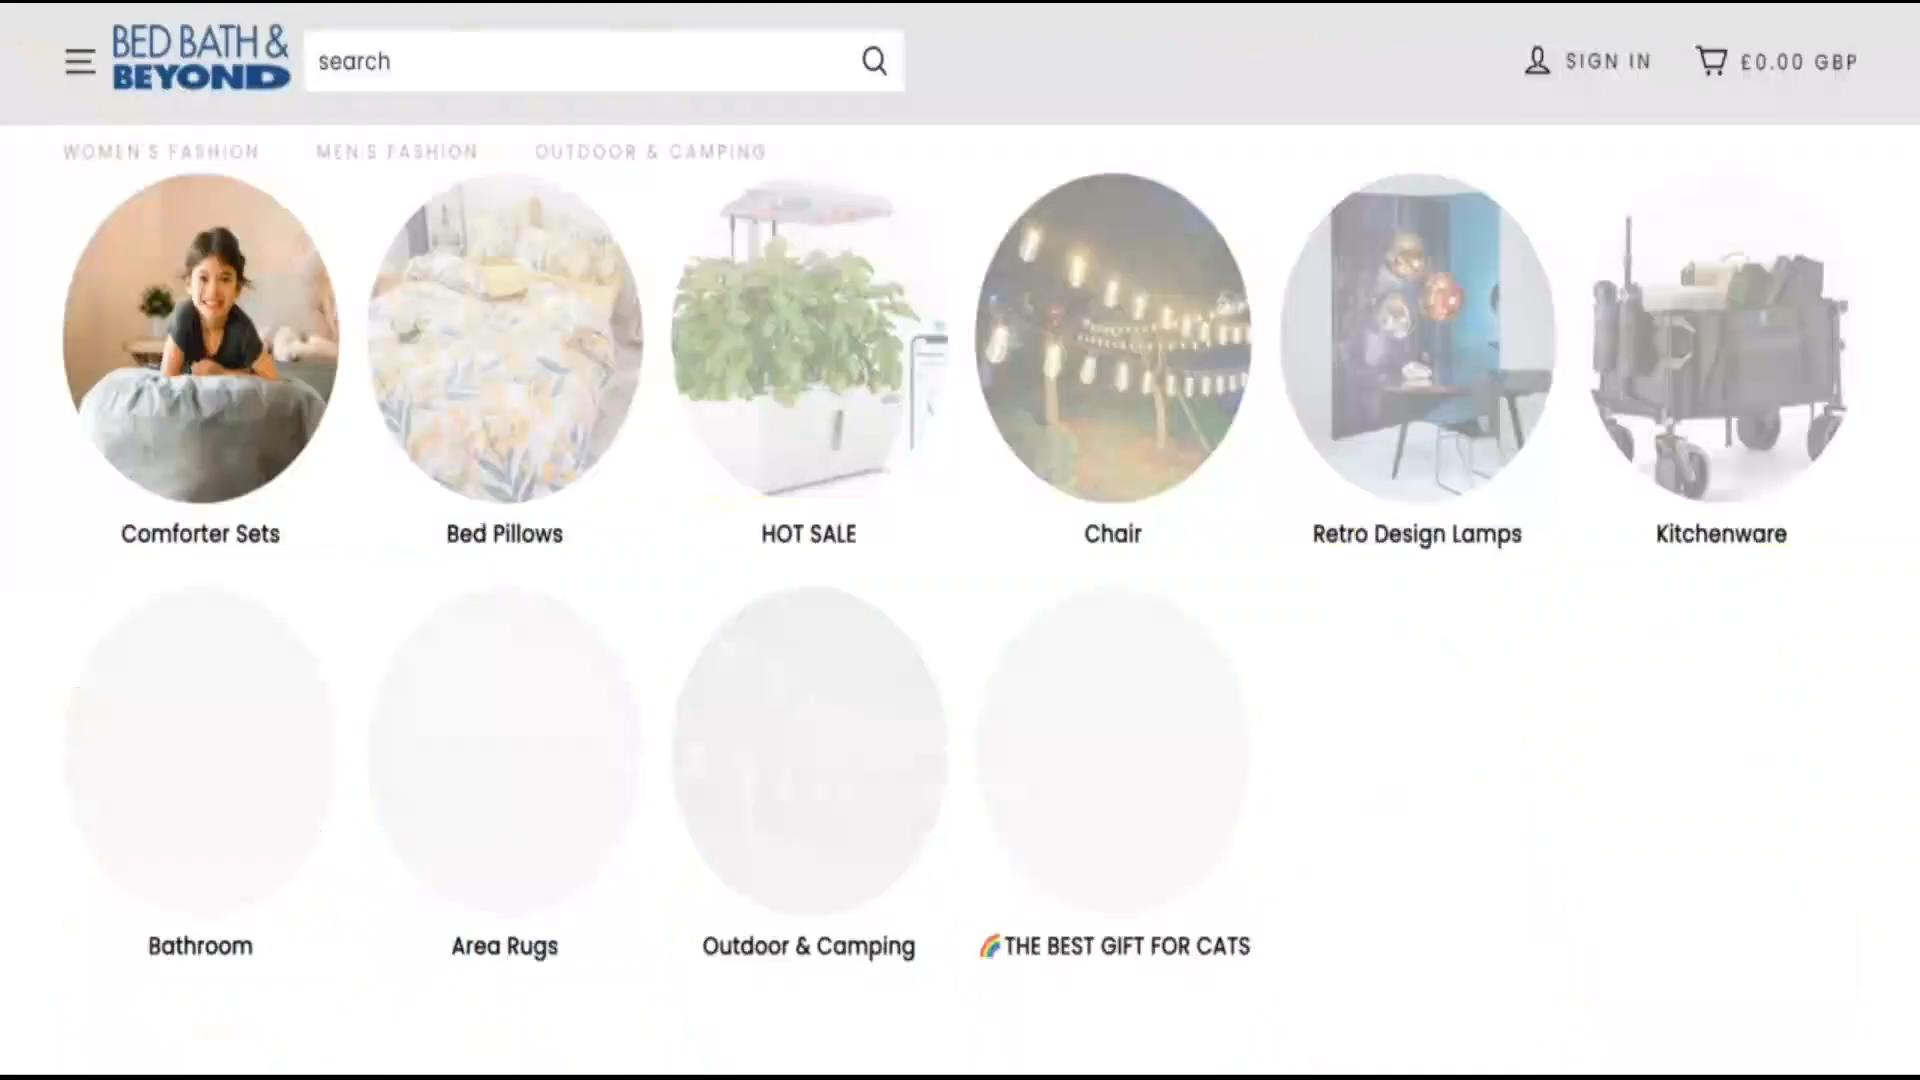 BED BATH &
BEYOND
search
SIGN IN
£0.00 GBP
WOMEN'S FASHION
MEN'S FASHION
OUTDOOR & CAMPING
Comforter Sets
Bed Pillows
HOT SALE
Chair
Retro Design Lamps
Kitchenware
Bathroom
Area Rugs
Outdoor & Camping
🌈THE BEST GIFT FOR CATS